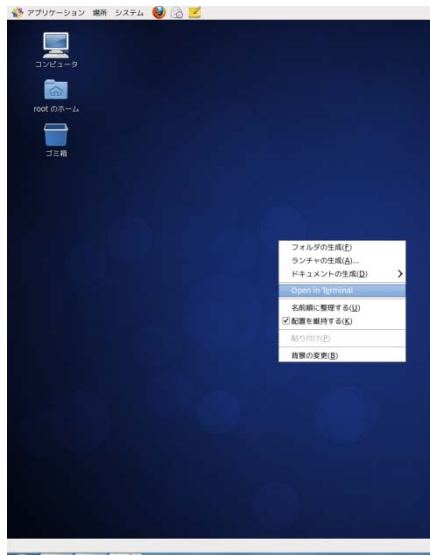 アプリケーション 場所 システム
コンピュータ
root のホーム
ゴミ箱
フォルダの生成(F)
ランチャの生成(A)...
ドキュメントの生成(D)
Open in Terminal
名前順に整理する(U)
配置を維持する(K)
貼り付け(P)
背景の変更(B)